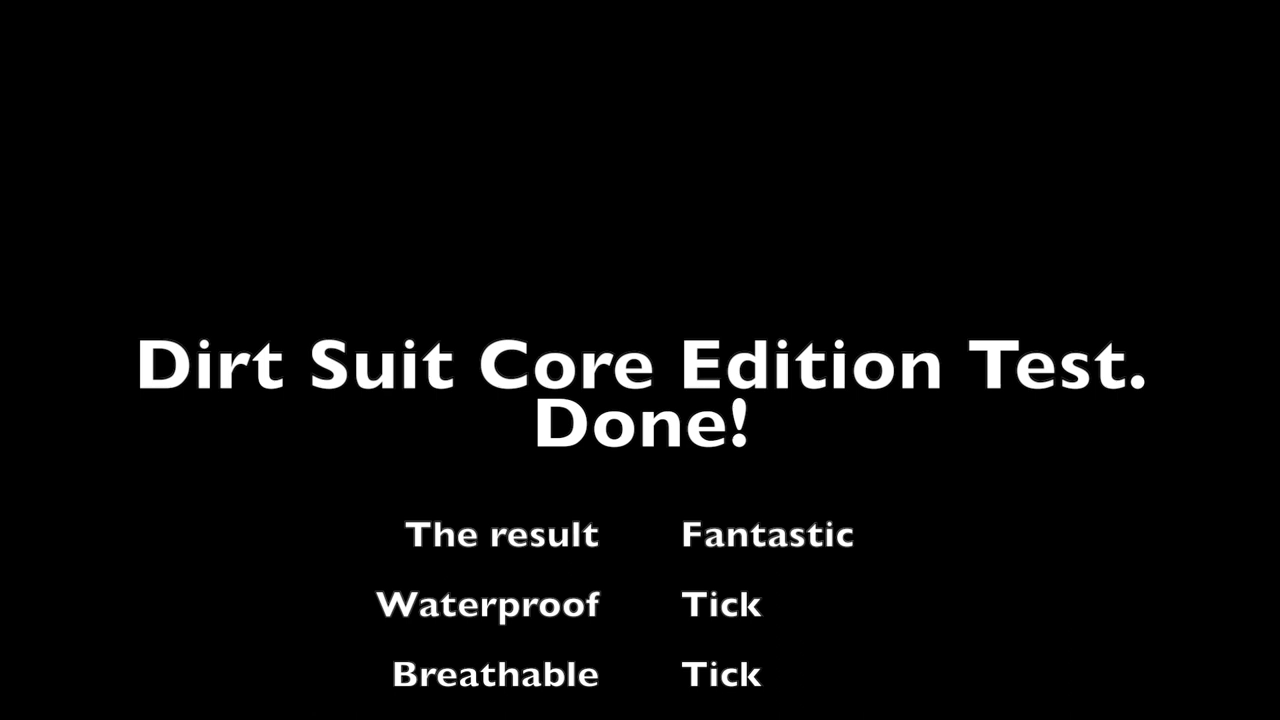 Dirt Suit Core Edition Test.
Done!
The result Fantastic
Waterproof Tick
Breathable Tick